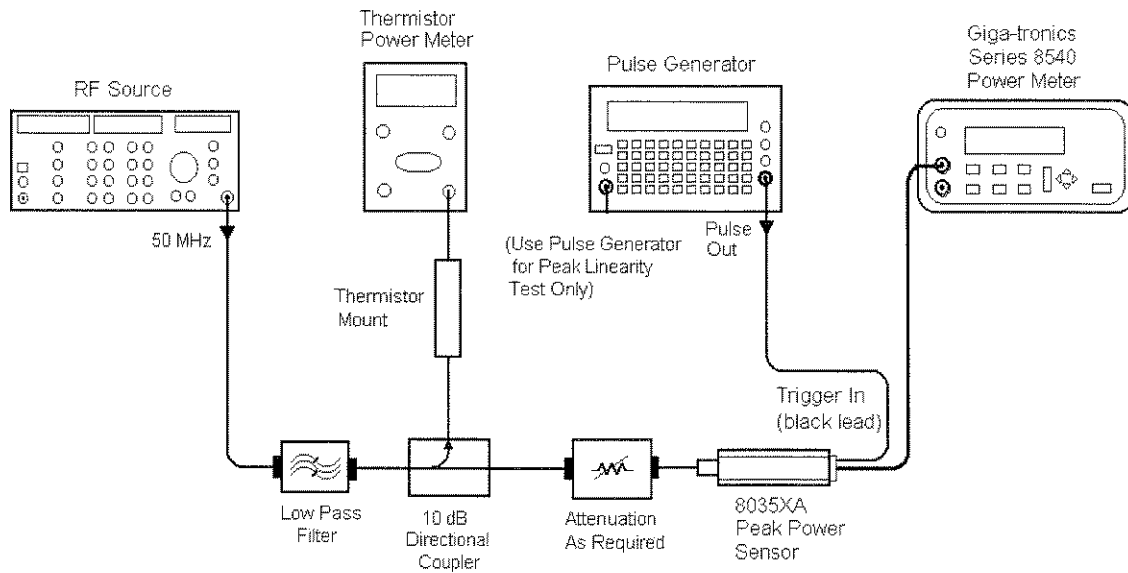 Thermistor
Power Meter
Giga-tronics
Series 8540
Power Meter
RF Source
Pulse Generator
50 MHz
(Use Pulse Generator
for Peak Linearity
Test Only)
Pulse
Out
Thermistor
Mount
Trigger In
(black lead)
Low Pass
Filter
10 dB
Directional
Coupler
Attenuation
As Required
8035XA
Peak Power
Sensor